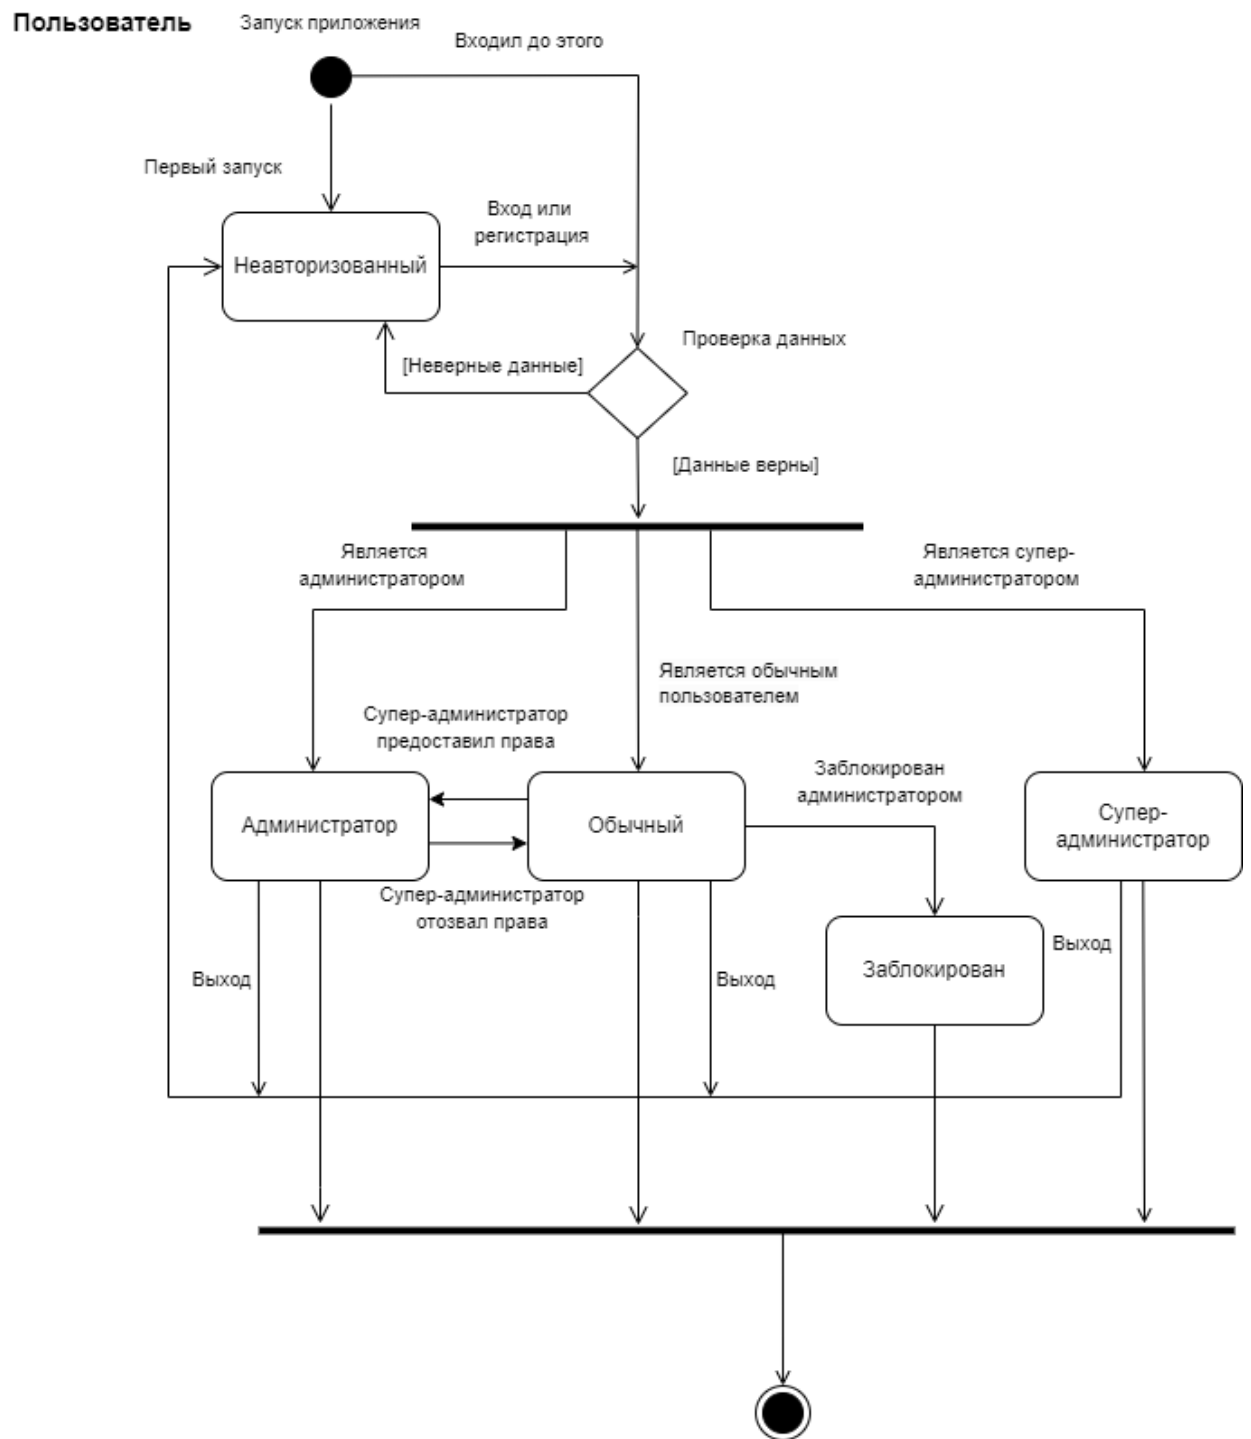 Пользователь
Запуск приложения
Входил до этого
Первый запуск
Вход или
регистрация
Неавторизованный
Проверка данных
[Неверные данные]
[Данные верны]
Является
администратором
Является супер-
администратором
Является обычным
пользователем
Супер-администратор
предоставил права
Заблокирован
администратором
Администратор
Обычный
Супер-
администратор
Супер-администратор
отозвал права
Выход
Выход
Заблокирован
Выход